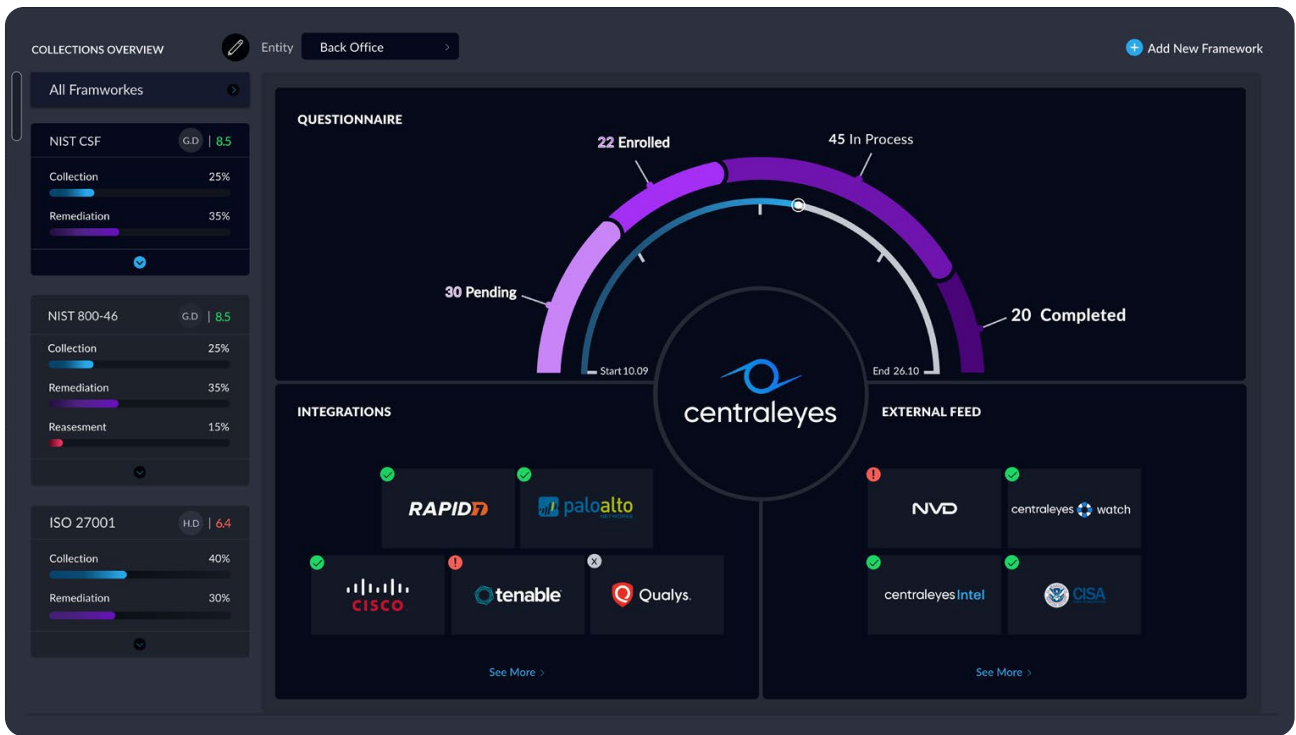 COLLECTIONS OVERVIEW
Entity
Back Office
Add New Framework
All Framworkes
NIST CSF
G.D | 8.5
Collection 25%
Remediation 35%
NIST 800-46
G.D | 8.5
Collection 25%
Remediation 35%
Reasesment 15%
ISO 27001
H.D | 6.4
Collection 40%
Remediation 30%
QUESTIONNAIRE
22 Enrolled
45 In Process
30 Pending
20 Completed
Start 10.09
End 26.10
centraleyes
INTEGRATIONS
RAPID7
paloalto
NETWORKS
CISCO
tenable
Qualys.
See More >
EXTERNAL FEED
NVD
centraleyes watch
centraleyes Intel
CISA
See More >